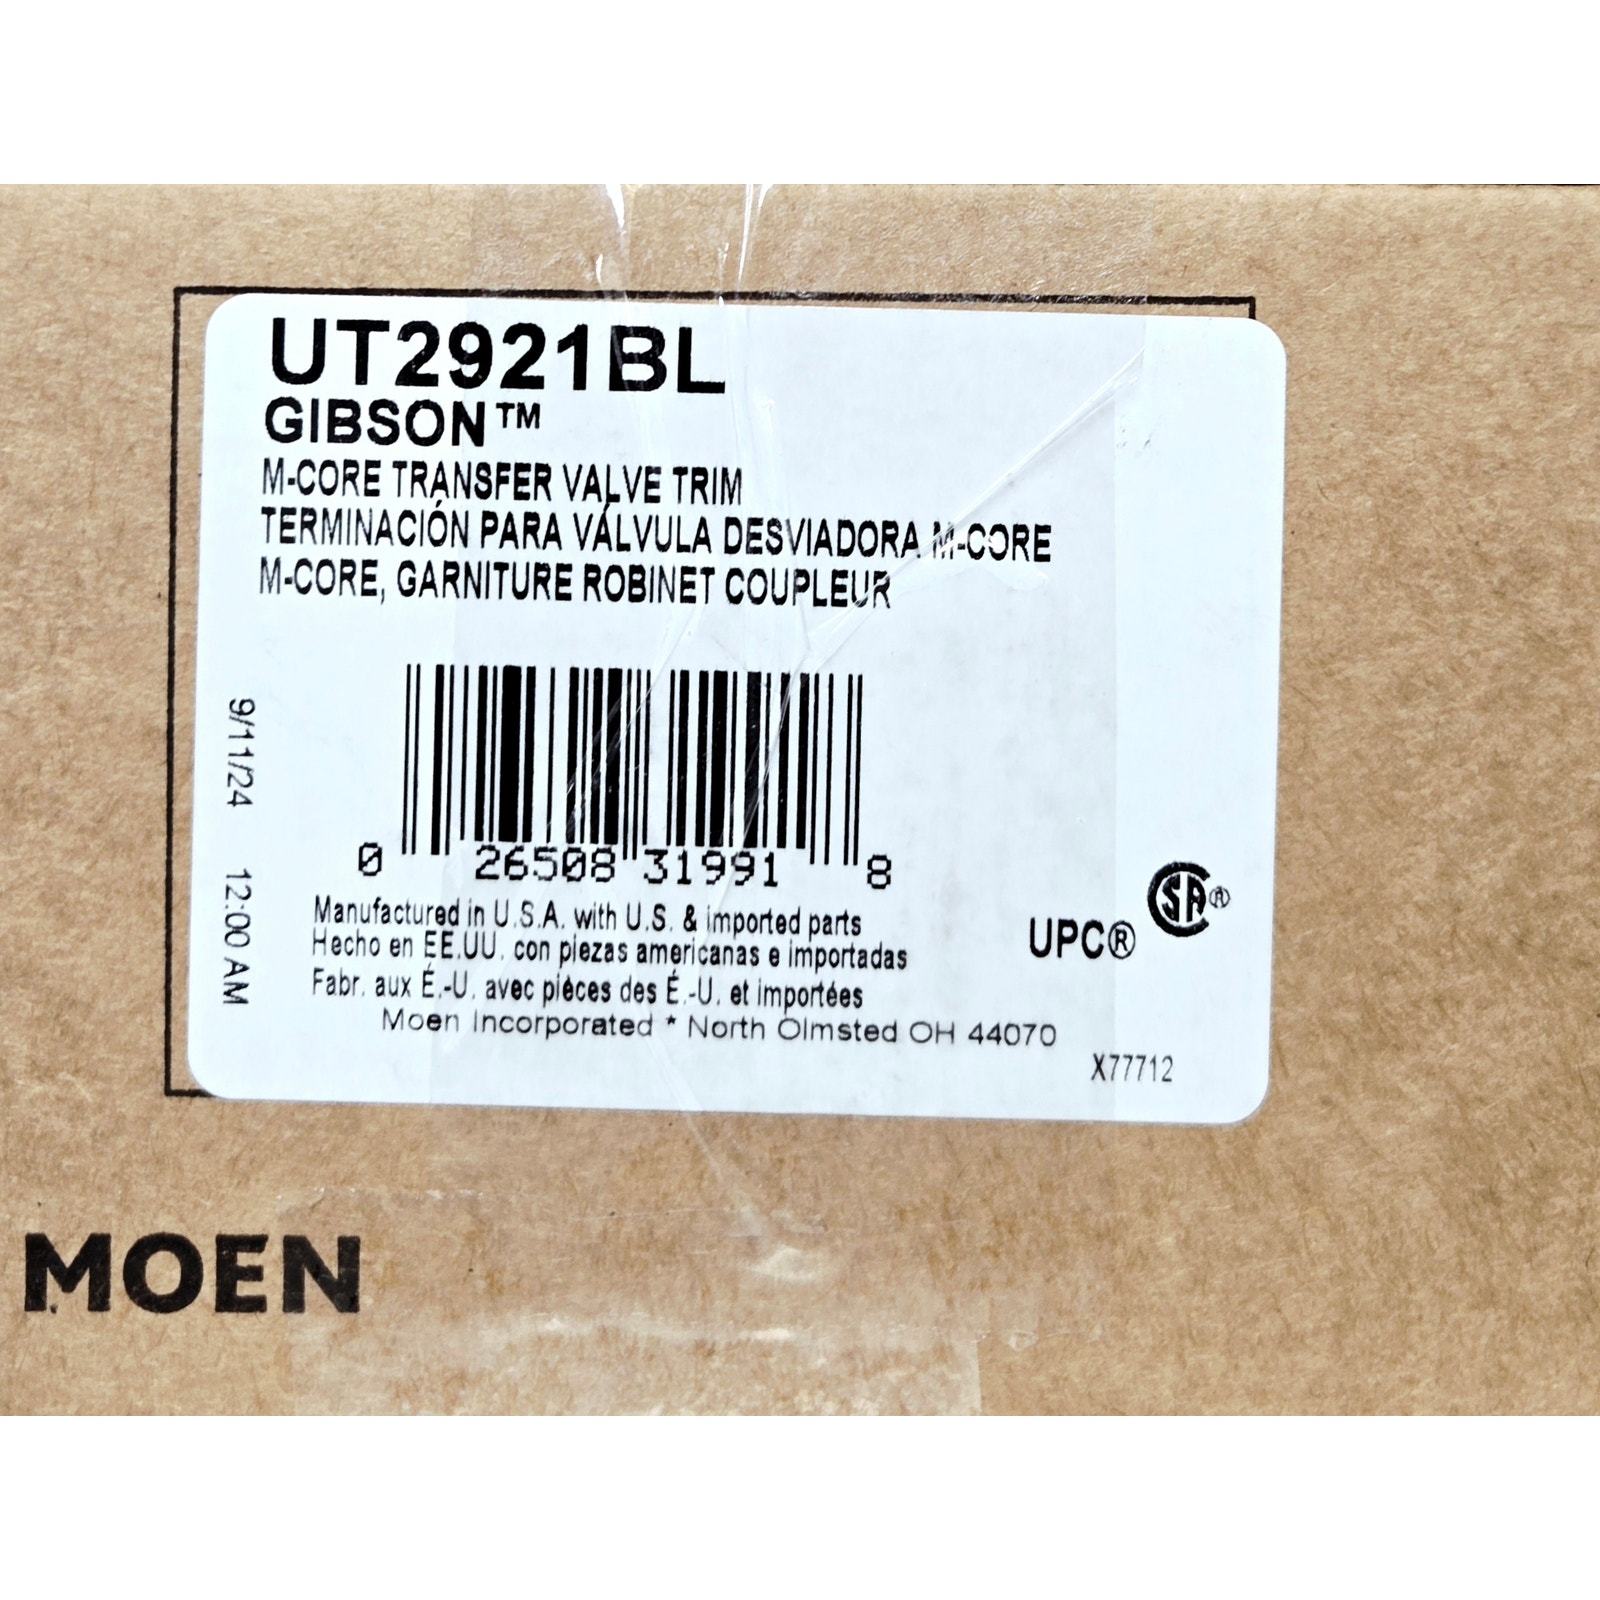 UT2921BL
GIBSON™
M-CORE TRANSFER VALVE TRIM
TERMINACIÓN PARA VÁLVULA DESVIADORA M-CORE
M-CORE, GARNITURE ROBINET COUPLEUR
9/11/24 12:00 AM
0 26508 31991 8
Manufactured in U.S.A. with U.S. & imported parts
Hecho en EE.UU. con piezas americanas e importadas
Fabr. aux É.-U. avec pièces des É.-U. et importées
Moen Incorporated * North Olmsted OH 44070
UPC® SA®
X77712
MOEN